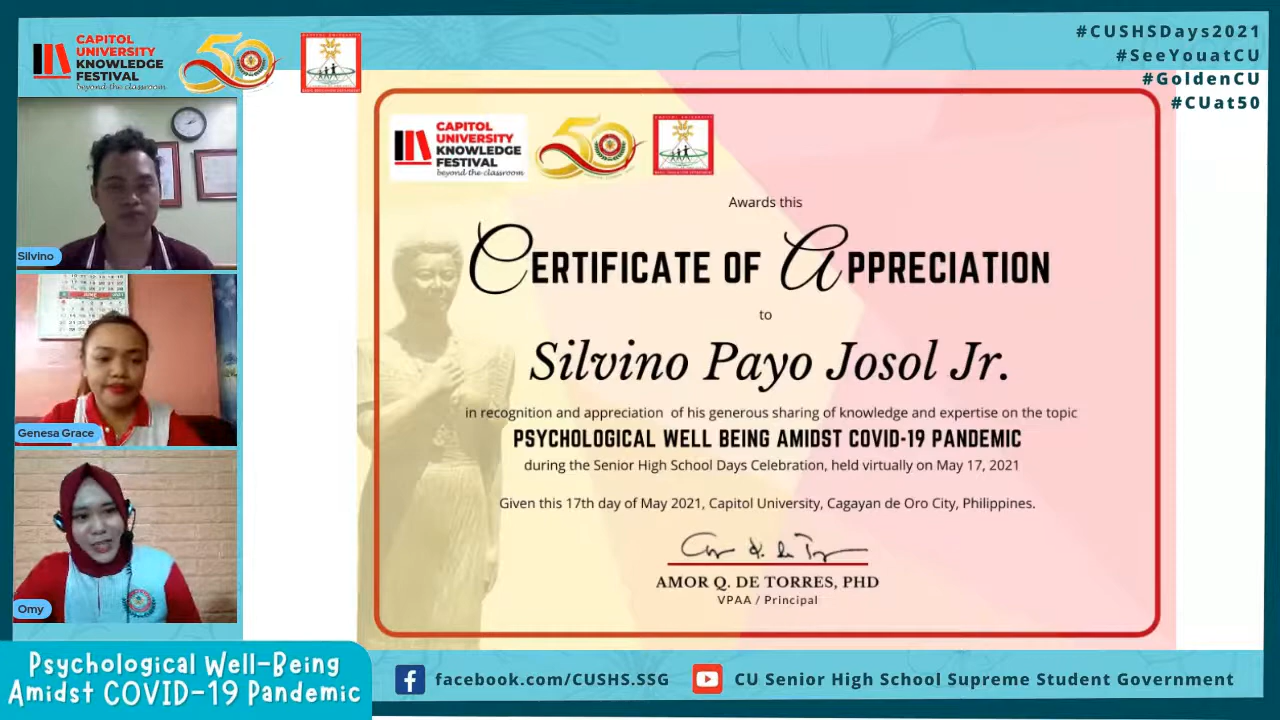 CAPITOL
UNIVERSITY
KNOWLEDGE
FESTIVAL
beyond the classroom
50
#CUSHSDays2021
#SeeYouatCU
#GoldenCU
#CUat50
Silvino
Genesa Grace
Omy
CAPITOL
UNIVERSITY
KNOWLEDGE
FESTIVAL
beyond the classroom
50
Awards this
CERTIFICATE OF APPRECIATION
to
Silvino Payo Josol Jr.
in recognition and appreciation of his generous sharing of knowledge and expertise on the topic
PSYCHOLOGICAL WELL BEING AMIDST COVID-19 PANDEMIC
during the Senior High School Days Celebration, held virtually on May 17, 2021
Given this 17th day of May 2021, Capitol University, Cagayan de Oro City, Philippines.
AMOR Q. DE TORRES, PHD
VPAA / Principal
Psychological Well-Being
Amidst COVID-19 Pandemic
facebook.com/CUSHS.SSG
CU Senior High School Supreme Student Government